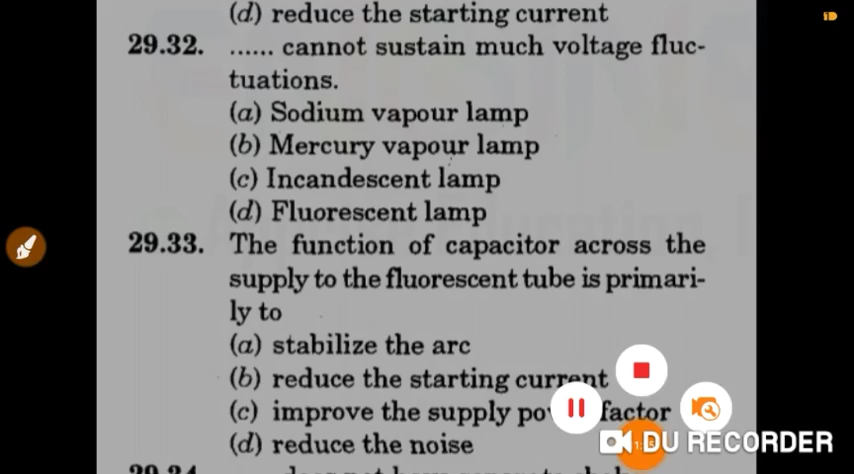 (d) reduce the starting current
29.32. ...... cannot sustain much voltage fluc-
tuations.
(a) Sodium vapour lamp
(b) Mercury vapour lamp
(c) Incandescent lamp
(d) Fluorescent lamp
29.33. The function of capacitor across the
supply to the fluorescent tube is primari-
ly to
(a) stabilize the arc
(b) reduce the starting current
(c) improve the supply factor
(d) reduce the noise
DU RECORDER